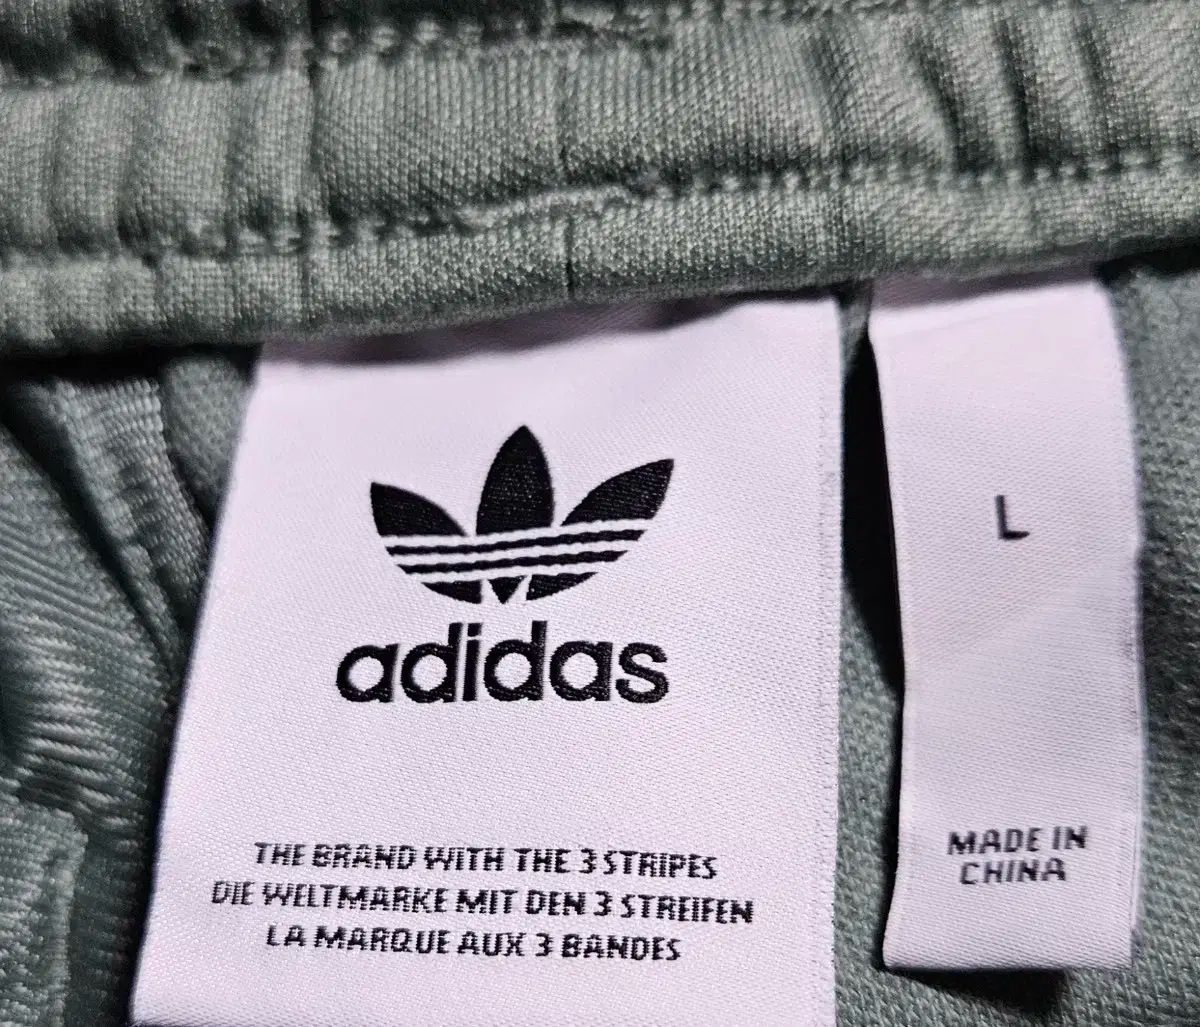 adidas
THE BRAND WITH THE 3 STRIPES
DIE WELTMARKE MIT DEN 3 STREIFEN
LA MARQUE AUX 3 BANDES
L
MADE IN
CHINA